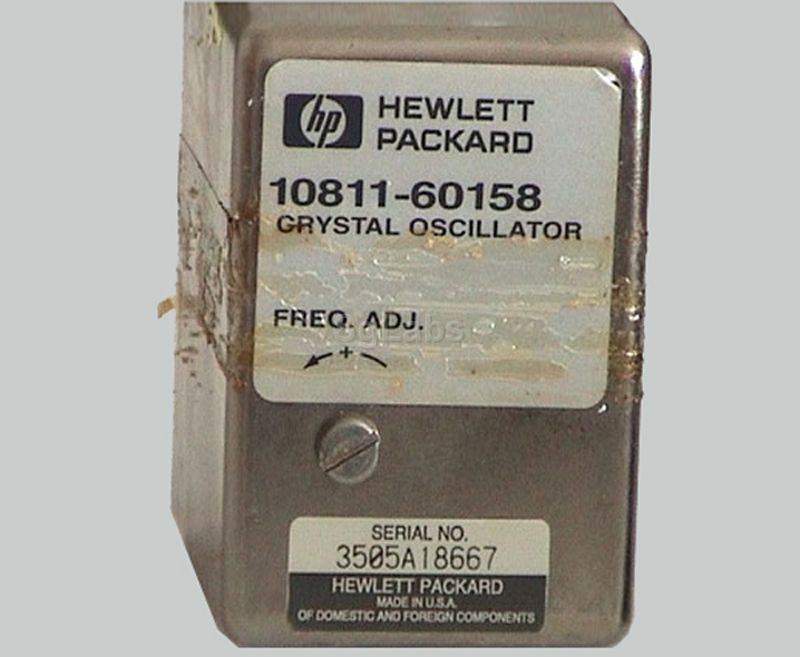 hp HEWLETT
PACKARD
10811-60158
CRYSTAL OSCILLATOR
FREQ. ADJ.
+
SERIAL NO.
3505A18667
HEWLETT PACKARD
MADE IN U.S.A.
OF DOMESTIC AND FOREIGN COMPONENTS